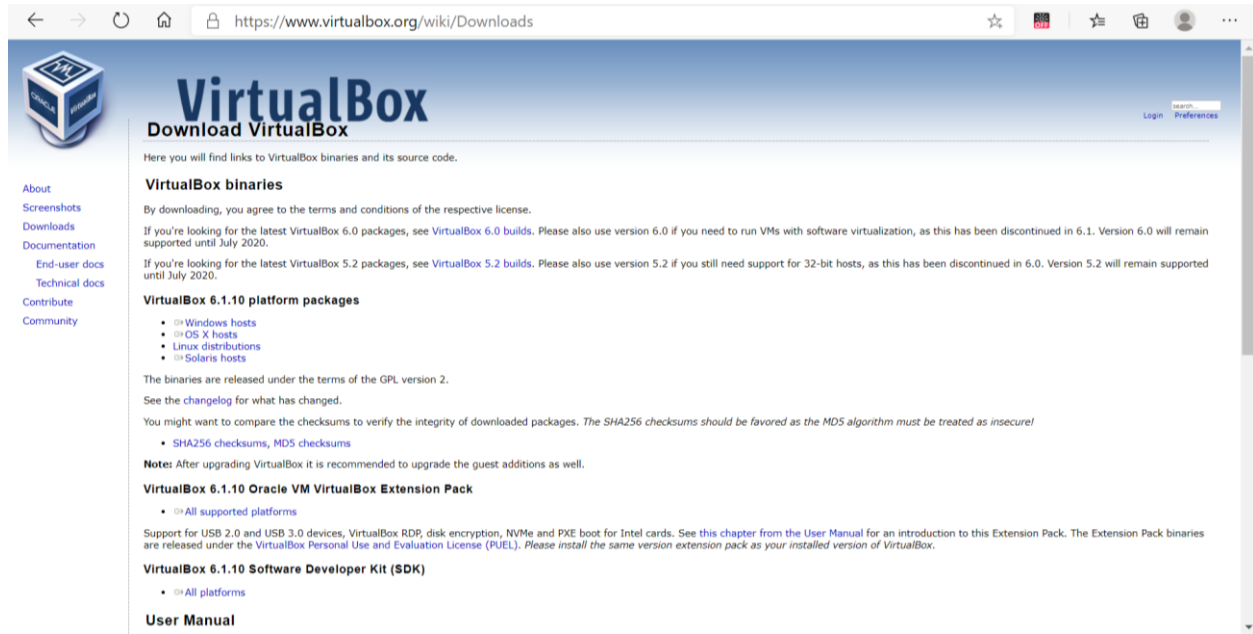 https://www.virtualbox.org/wiki/Downloads
OFF
ORACLE
VirtualBox
VirtualBox
search...
Login Preferences
Download VirtualBox
Here you will find links to VirtualBox binaries and its source code.
About
Screenshots
Downloads
Documentation
End-user docs
Technical docs
Contribute
Community
VirtualBox binaries
By downloading, you agree to the terms and conditions of the respective license.
If you're looking for the latest VirtualBox 6.0 packages, see VirtualBox 6.0 builds. Please also use version 6.0 if you need to run VMs with software virtualization, as this has been discontinued in 6.1. Version 6.0 will remain
supported until July 2020.
If you're looking for the latest VirtualBox 5.2 packages, see VirtualBox 5.2 builds. Please also use version 5.2 if you still need support for 32-bit hosts, as this has been discontinued in 6.0. Version 5.2 will remain supported
until July 2020.
VirtualBox 6.1.10 platform packages
Windows hosts
OS X hosts
Linux distributions
Solaris hosts
The binaries are released under the terms of the GPL version 2.
See the changelog for what has changed.
You might want to compare the checksums to verify the integrity of downloaded packages. The SHA256 checksums should be favored as the MD5 algorithm must be treated as insecure!
SHA256 checksums, MD5 checksums
Note: After upgrading VirtualBox it is recommended to upgrade the guest additions as well.
VirtualBox 6.1.10 Oracle VM VirtualBox Extension Pack
All supported platforms
Support for USB 2.0 and USB 3.0 devices, VirtualBox RDP, disk encryption, NVMe and PXE boot for Intel cards. See this chapter from the User Manual for an introduction to this Extension Pack. The Extension Pack binaries
are released under the VirtualBox Personal Use and Evaluation License (PUEL). Please install the same version extension pack as your installed version of VirtualBox.
VirtualBox 6.1.10 Software Developer Kit (SDK)
All platforms
User Manual